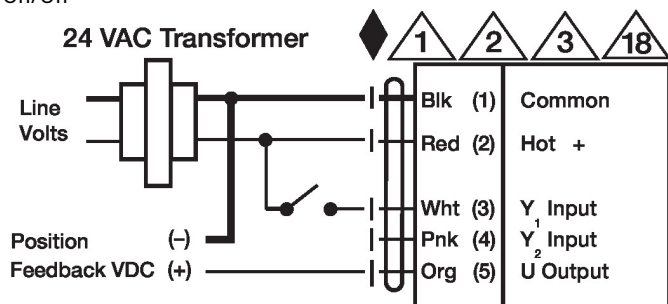 On/Off
24 VAC Transformer
1 2 3 18
Line
Volts
Blk (1) Common
Red (2) Hot +
Wht (3) Y1 Input
Pnk (4) Y2 Input
Org (5) U Output
Position (–)
Feedback VDC (+)